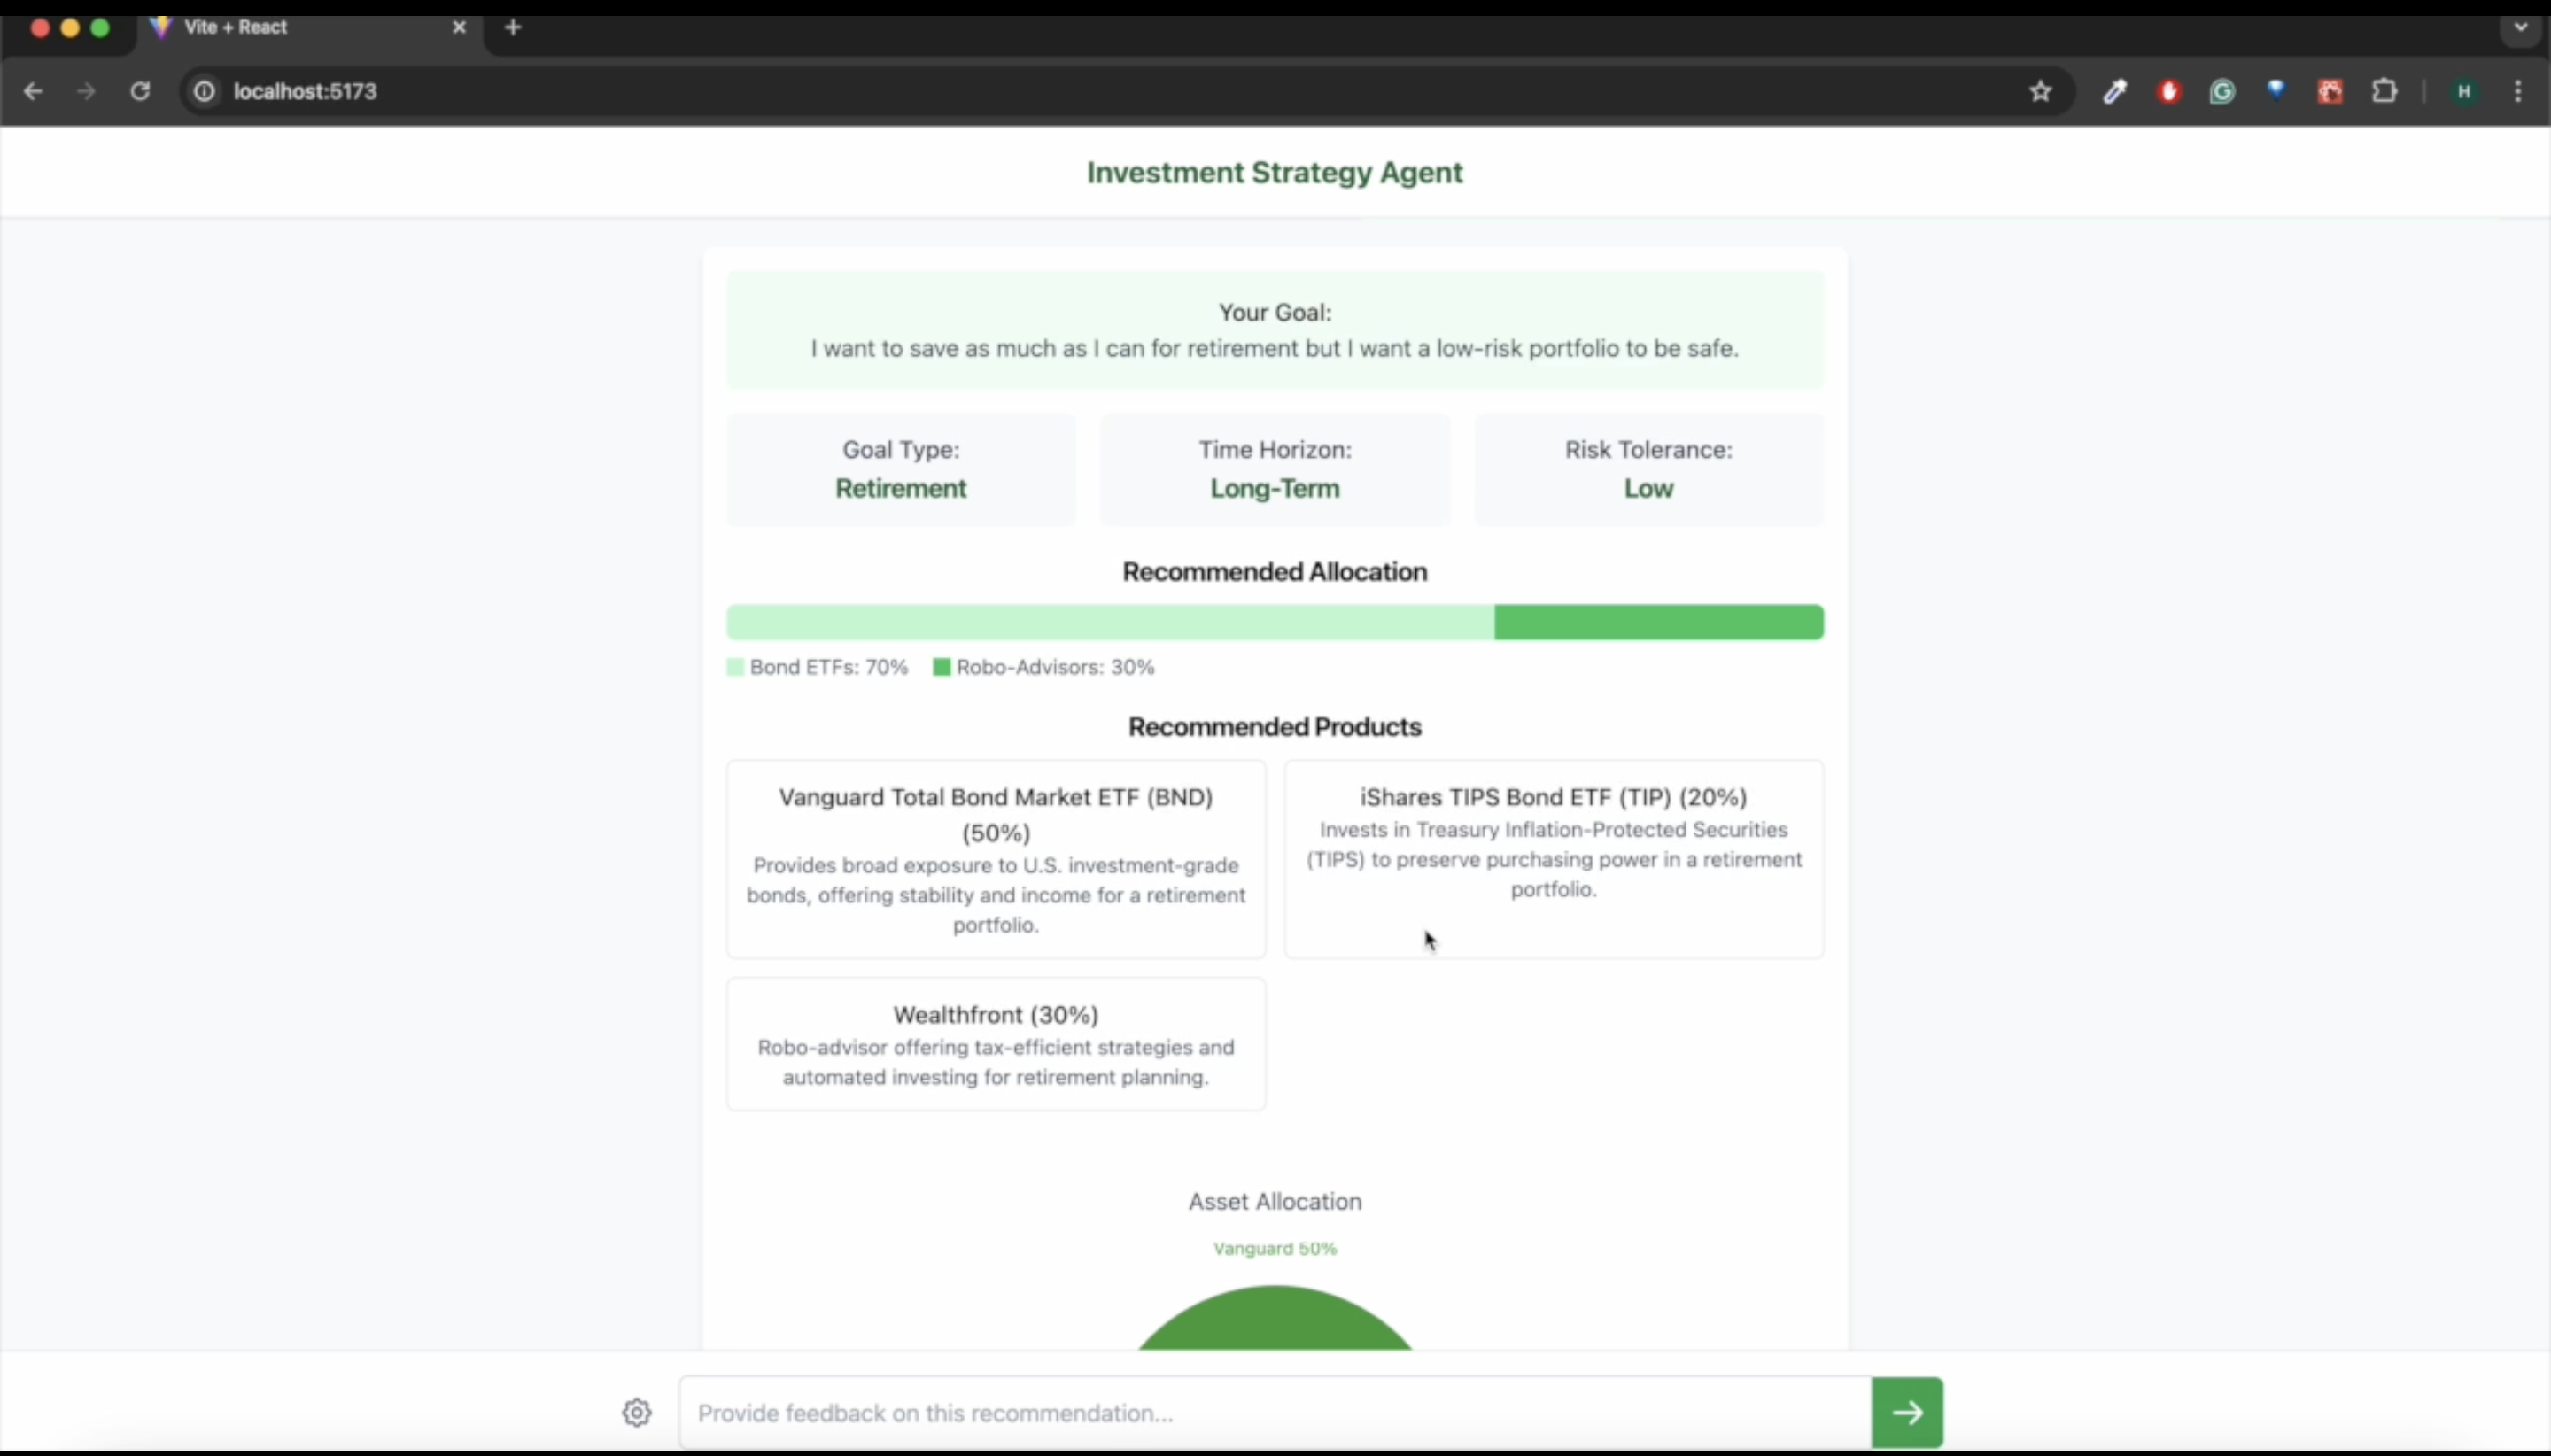 Vite + React
localhost:5173
H
Investment Strategy Agent
Your Goal:
I want to save as much as I can for retirement but I want a low-risk portfolio to be safe.
Goal Type:
Retirement
Time Horizon:
Long-Term
Risk Tolerance:
Low
Recommended Allocation
Bond ETFs: 70% Robo-Advisors: 30%
Recommended Products
Vanguard Total Bond Market ETF (BND)
(50%)
Provides broad exposure to U.S. investment-grade
bonds, offering stability and income for a retirement
portfolio.
iShares TIPS Bond ETF (TIP) (20%)
Invests in Treasury Inflation-Protected Securities
(TIPS) to preserve purchasing power in a retirement
portfolio.
Wealthfront (30%)
Robo-advisor offering tax-efficient strategies and
automated investing for retirement planning.
Asset Allocation
Vanguard 50%
Provide feedback on this recommendation...